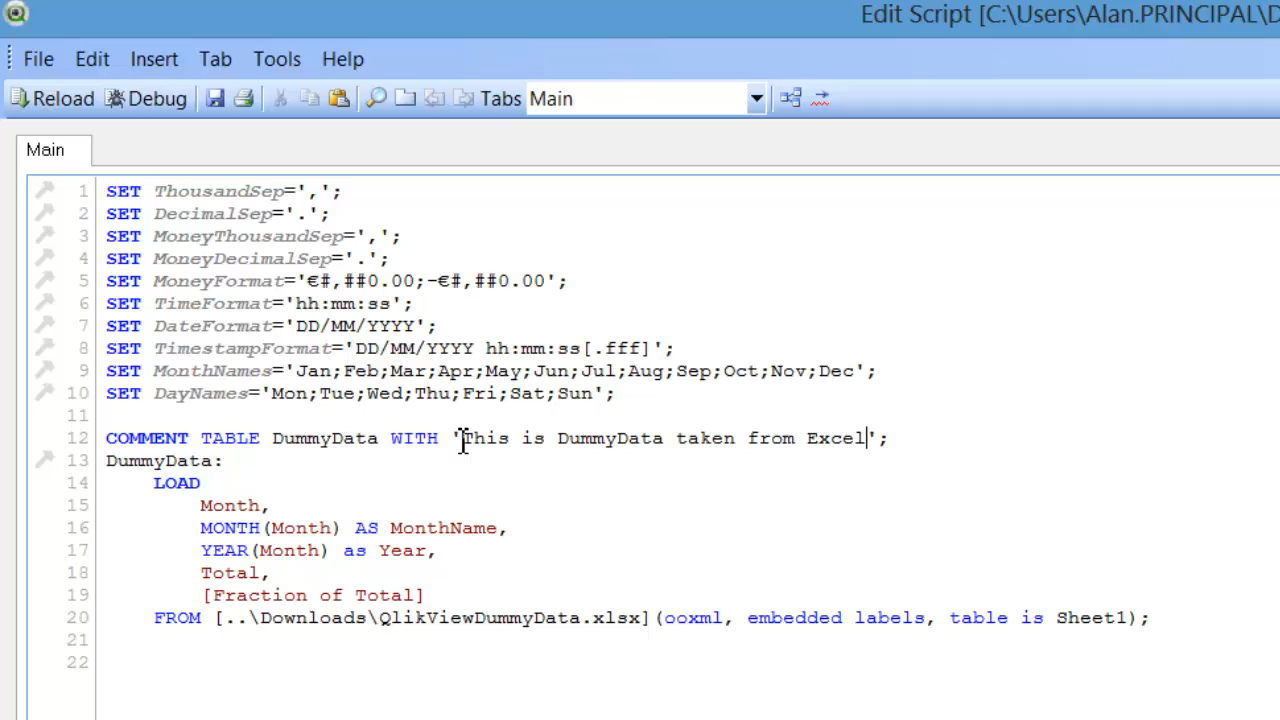 Edit Script [C:\Users\Alan.PRINCIPAL\D
File Edit Insert Tab Tools Help
Reload Debug Tabs Main
Main
1 SET ThousandSep=',';
2 SET DecimalSep='.';
3 SET MoneyThousandSep=',';
4 SET MoneyDecimalSep='.';
5 SET MoneyFormat='€#,##0.00;-€#,##0.00';
6 SET TimeFormat='hh:mm:ss';
7 SET DateFormat='DD/MM/YYYY';
8 SET TimestampFormat='DD/MM/YYYY hh:mm:ss[.fff]';
9 SET MonthNames='Jan;Feb;Mar;Apr;May;Jun;Jul;Aug;Sep;Oct;Nov;Dec';
10 SET DayNames='Mon;Tue;Wed;Thu;Fri;Sat;Sun';
11
12 COMMENT TABLE DummyData WITH 'This is DummyData taken from Excel';
13 DummyData:
14 LOAD
15 Month,
16 MONTH(Month) AS MonthName,
17 YEAR(Month) as Year,
18 Total,
19 [Fraction of Total]
20 FROM [..\Downloads\QlikViewDummyData.xlsx](ooxml, embedded labels, table is Sheet1);
21
22